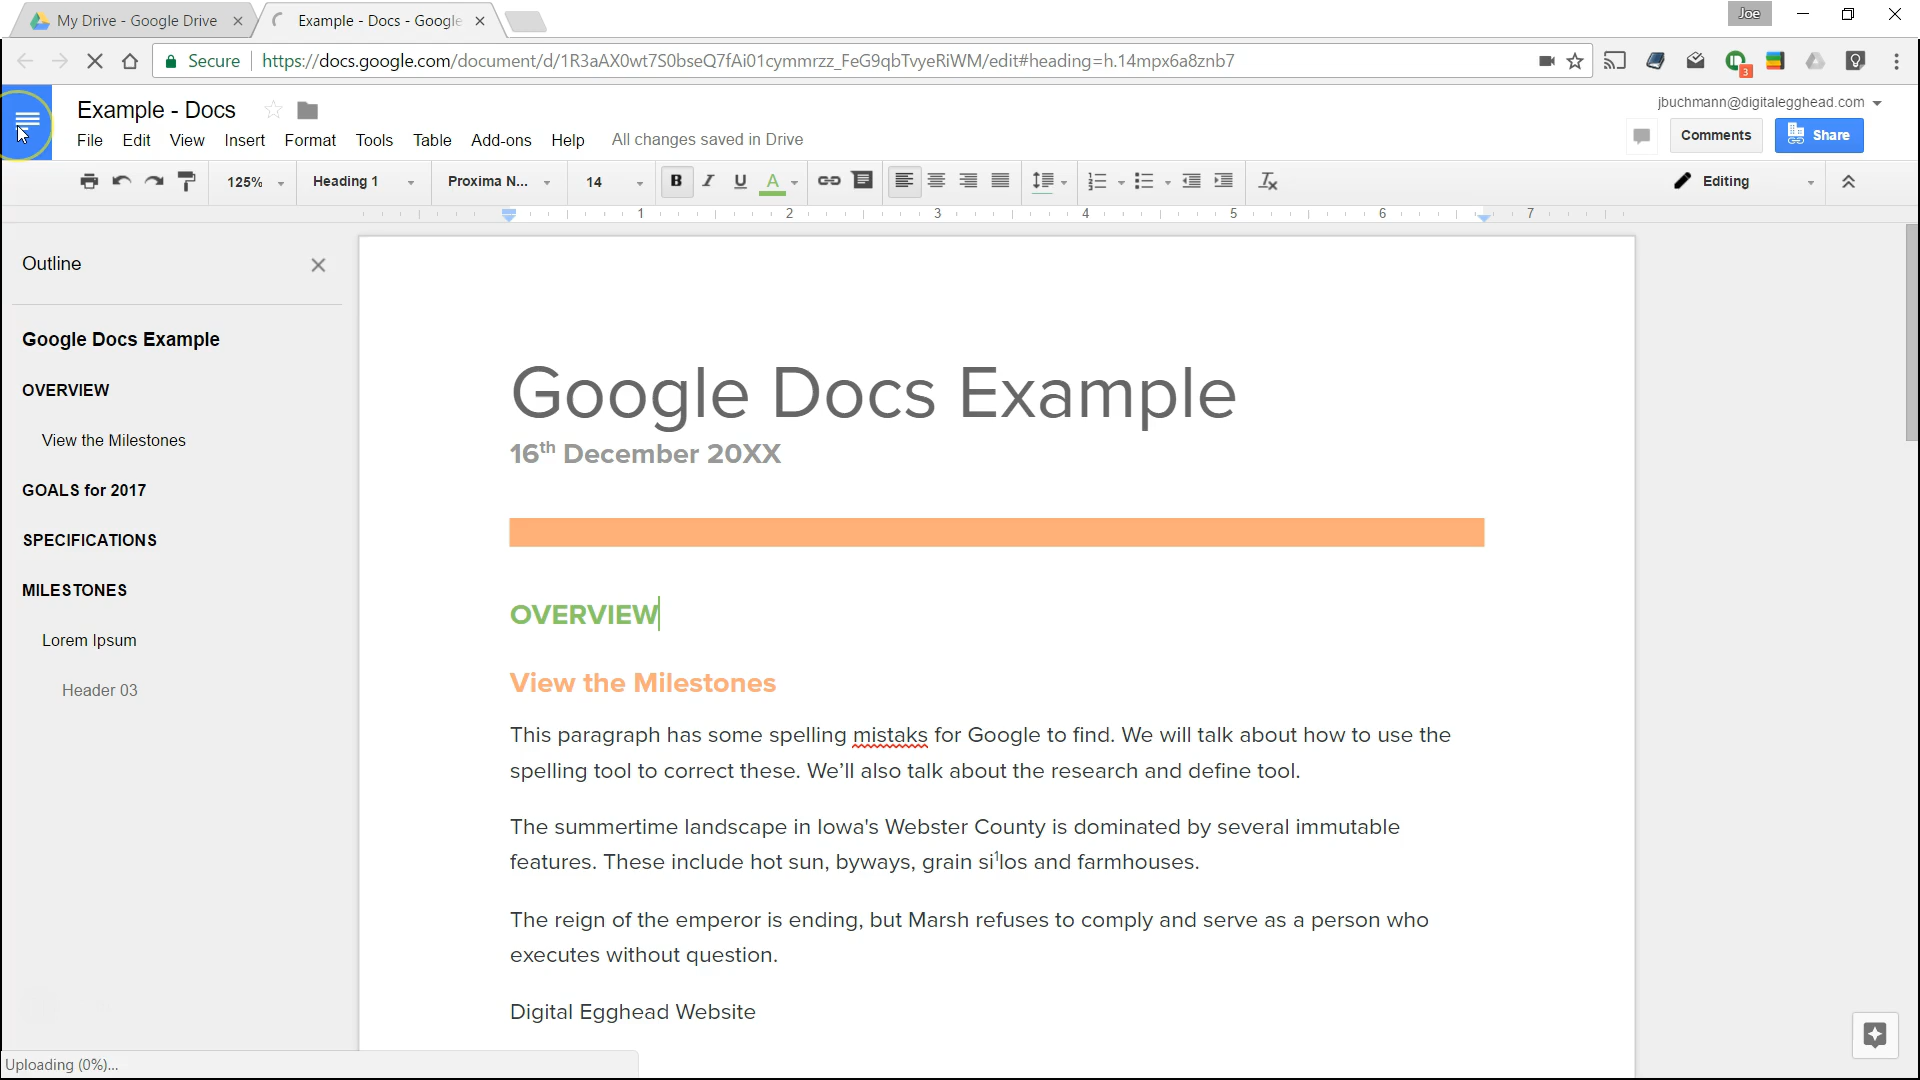 My Drive - Google Drive
Example - Docs - Google
Joe
Secure
https://docs.google.com/document/d/1R3aAX0wt7S0bseQ7fAi01cymmrzz_FeG9qbTvyeRiWM/edit#heading=h.14mpx6a8znb7
3
Example - Docs
jbuchmann@digitalegghead.com
File Edit View Insert Format Tools Table Add-ons Help All changes saved in Drive
Comments
Share
125%
Heading 1
Proxima N...
14
B I U A
Editing
1 2 3 4 5 6 7
Outline
Google Docs Example
OVERVIEW
View the Milestones
GOALS for 2017
SPECIFICATIONS
MILESTONES
Lorem Ipsum
Header 03
Google Docs Example
16th December 20XX
OVERVIEW
View the Milestones
This paragraph has some spelling mistaks for Google to find. We will talk about how to use the
spelling tool to correct these. We’ll also talk about the research and define tool.
The summertime landscape in Iowa's Webster County is dominated by several immutable
features. These include hot sun, byways, grain si¹los and farmhouses.
The reign of the emperor is ending, but Marsh refuses to comply and serve as a person who
executes without question.
Digital Egghead Website
Uploading (0%)...